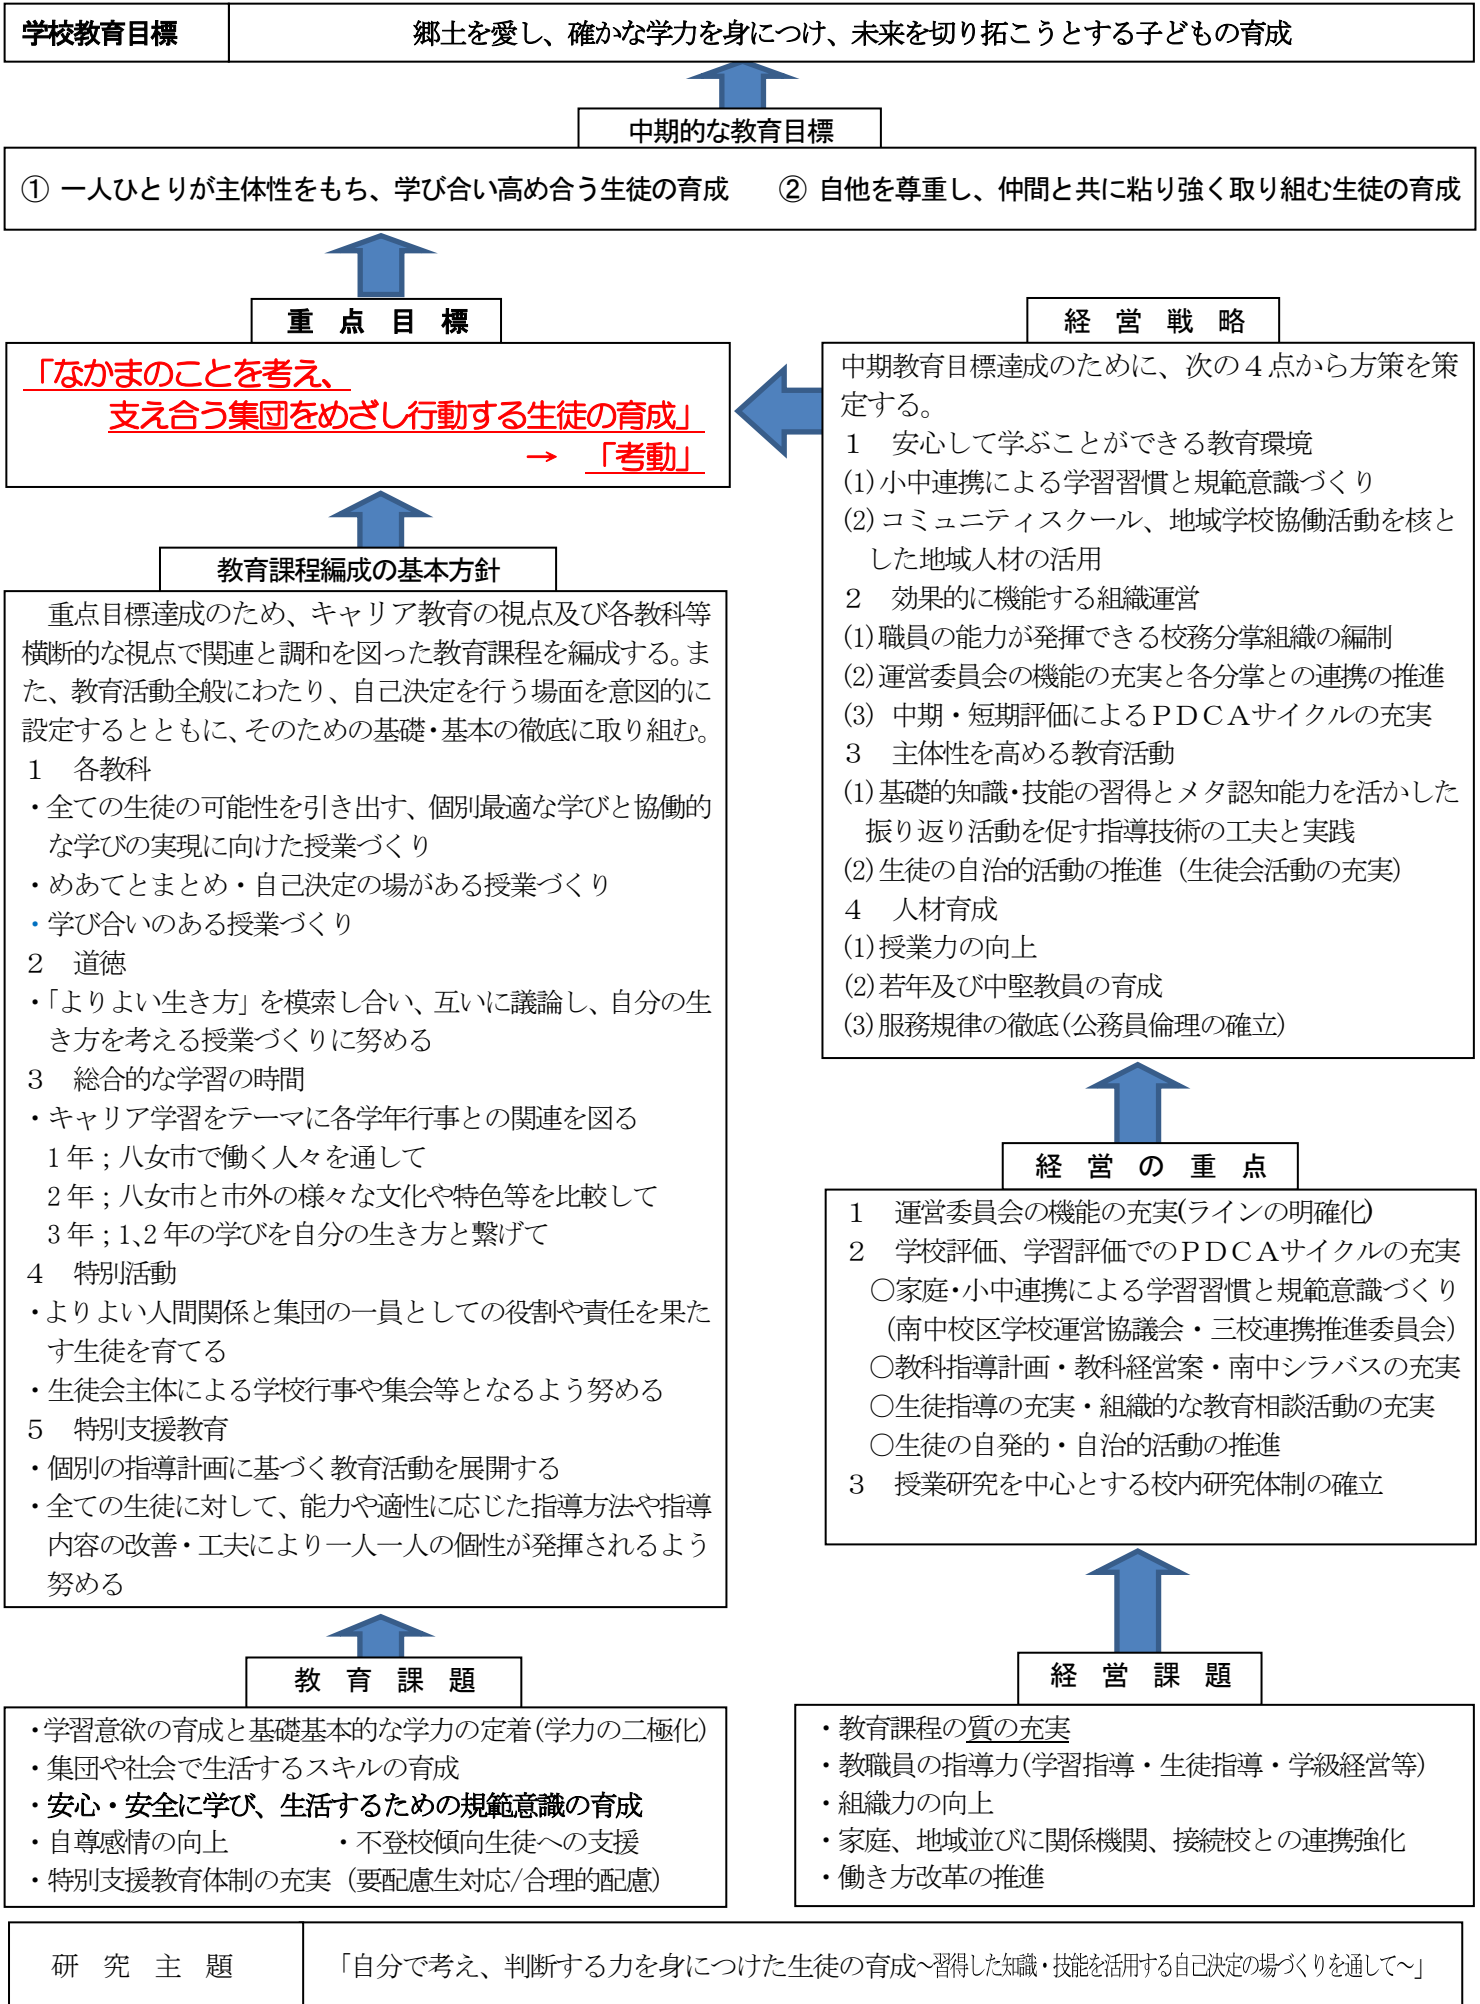 学校教育目標
郷土を愛し、確かな学力を身につけ、未来を切り拓こうとする子どもの育成
中期的な教育目標
① 一人ひとりが主体性をもち、学び合い高め合う生徒の育成　② 自他を尊重し、仲間と共に粘り強く取り組む生徒の育成
重　点　目　標
「なかまのことを考え、
支え合う集団をめざし行動する生徒の育成」
→　「考動」
教育課程編成の基本方針
重点目標達成のため、キャリア教育の視点及び各教科等
横断的な視点で関連と調和を図った教育課程を編成する。ま
た、教育活動全般にわたり、自己決定を行う場面を意図的に
設定するとともに、そのための基礎・基本の徹底に取り組む。
1　各教科
・全ての生徒の可能性を引き出す、個別最適な学びと協働的
な学びの実現に向けた授業づくり
・めあてとまとめ・自己決定の場がある授業づくり
・学び合いのある授業づくり
2　道徳
・「よりよい生き方」を模索し合い、互いに議論し、自分の生
き方を考える授業づくりに努める
3　総合的な学習の時間
・キャリア学習をテーマに各学年行事との関連を図る
1年；八女市で働く人々を通して
2年；八女市と市外の様々な文化や特色等を比較して
3年；1、2年の学びを自分の生き方と繋げて
4　特別活動
・よりよい人間関係と集団の一員としての役割や責任を果た
す生徒を育てる
・生徒会主体による学校行事や集会等となるよう努める
5　特別支援教育
・個別の指導計画に基づく教育活動を展開する
・全ての生徒に対して、能力や適性に応じた指導方法や指導
内容の改善・工夫により一人一人の個性が発揮されるよう
努める
教　育　課　題
・学習意欲の育成と基礎基本的な学力の定着(学力の二極化)
・集団や社会で生活するスキルの育成
・安心・安全に学び、生活するための規範意識の育成
・自尊感情の向上　　　　・不登校傾向生徒への支援
・特別支援教育体制の充実（要配慮生対応/合理的配慮）
経　営　戦　略
中期教育目標達成のために、次の４点から方策を策
定する。
１　安心して学ぶことができる教育環境
(1)小中連携による学習習慣と規範意識づくり
(2)コミュニティスクール、地域学校協働活動を核と
した地域人材の活用
２　効果的に機能する組織運営
(1)職員の能力が発揮できる校務分掌組織の編制
(2)運営委員会の機能の充実と各分掌との連携の推進
(3) 中期・短期評価によるＰＤＣＡサイクルの充実
３　主体性を高める教育活動
(1)基礎的知識・技能の習得とメタ認知能力を活かした
振り返り活動を促す指導技術の工夫と実践
(2)生徒の自治的活動の推進（生徒会活動の充実）
４　人材育成
(1)授業力の向上
(2)若年及び中堅教員の育成
(3)服務規律の徹底(公務員倫理の確立)
経　営　の　重　点
１　運営委員会の機能の充実(ラインの明確化)
２　学校評価、学習評価でのＰＤＣＡサイクルの充実
○家庭・小中連携による学習習慣と規範意識づくり
（南中校区学校運営協議会・三校連携推進委員会）
○教科指導計画・教科経営案・南中シラバスの充実
○生徒指導の充実・組織的な教育相談活動の充実
○生徒の自発的・自治的活動の推進
３　授業研究を中心とする校内研究体制の確立
経　営　課　題
・教育課程の質の充実
・教職員の指導力(学習指導・生徒指導・学級経営等)
・組織力の向上
・家庭、地域並びに関係機関、接続校との連携強化
・働き方改革の推進
研　究　主　題
「自分で考え、判断する力を身につけた生徒の育成～習得した知識・技能を活用する自己決定の場づくりを通して～」